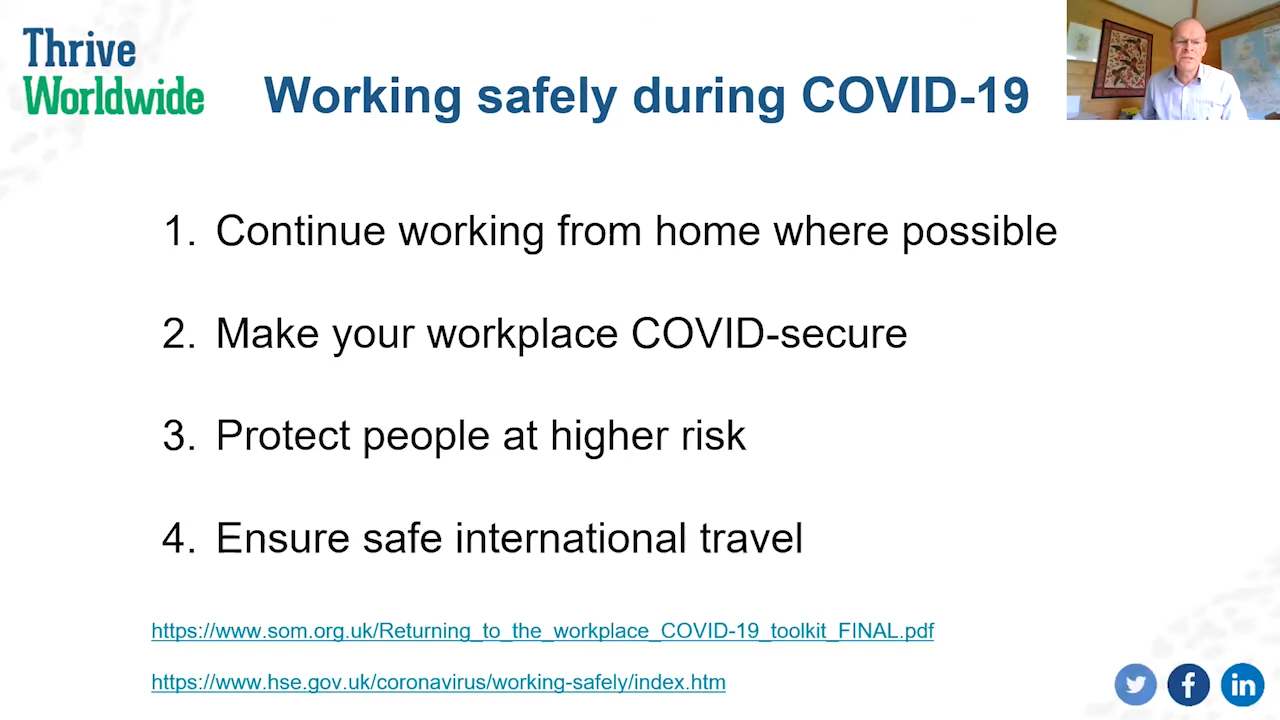 Thrive
Worldwide
Working safely during COVID-19
1. Continue working from home where possible
2. Make your workplace COVID-secure
3. Protect people at higher risk
4. Ensure safe international travel
https://www.som.org.uk/Returning_to_the_workplace_COVID-19_toolkit_FINAL.pdf
https://www.hse.gov.uk/coronavirus/working-safely/index.htm